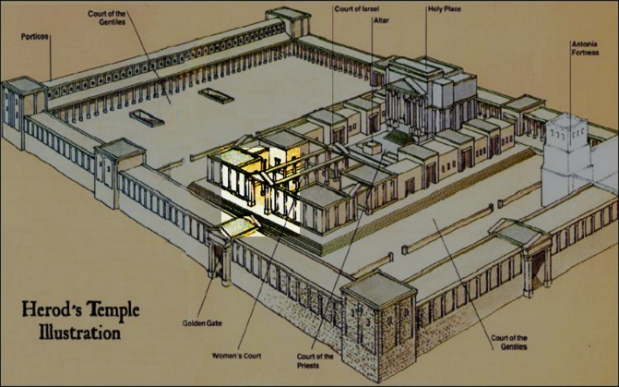 Porticos
Court of the
Gentiles
Court of Israel
Altar
Holy Place
Antonia
Fortress
Herod's Temple
Illustration
Golden Gate
Women's Court
Court of the
Priests
Court of the
Gentiles